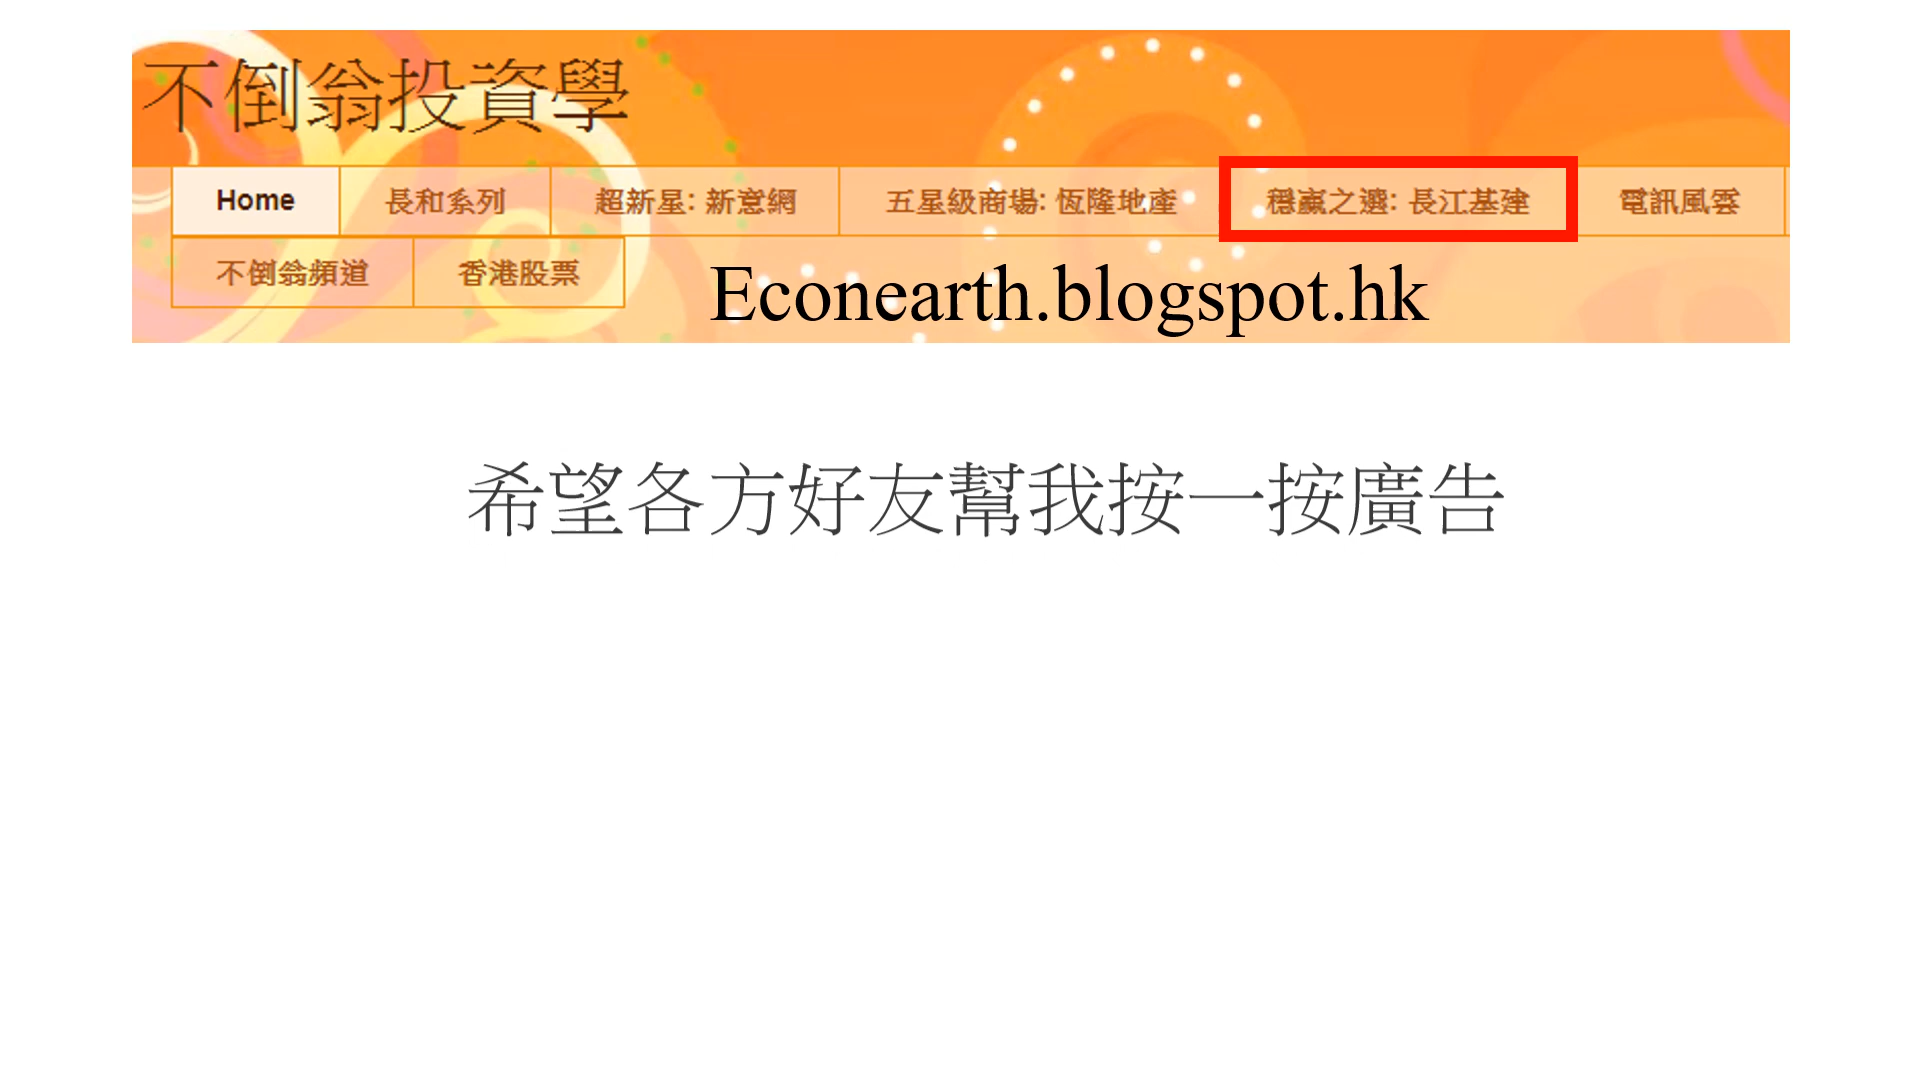 不倒翁投資學
Home 長和系列 超新星: 新意網 五星級商場: 恆隆地產 穩贏之選: 長江基建 電訊風雲
不倒翁頻道 香港股票
Econearth.blogspot.hk
希望各方好友幫我按一按廣告